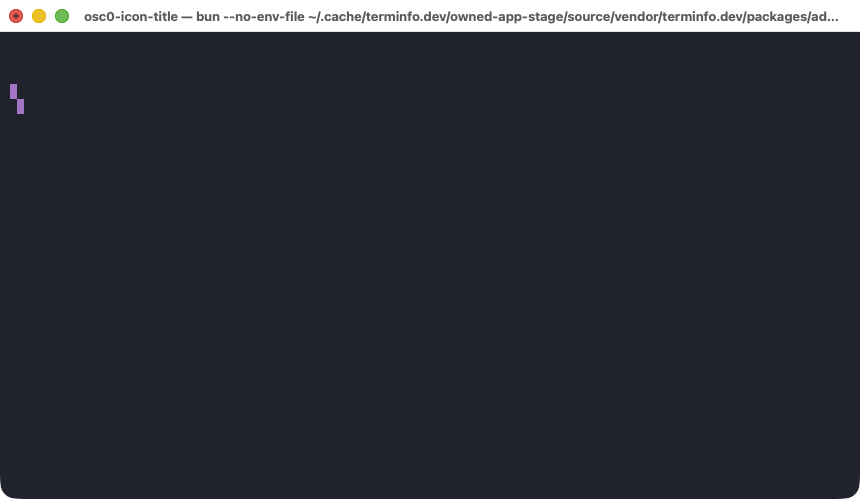 osc0-icon-title — bun --no-env-file ~/.cache/terminfo.dev/owned-app-stage/source/vendor/terminfo.dev/packages/ad...